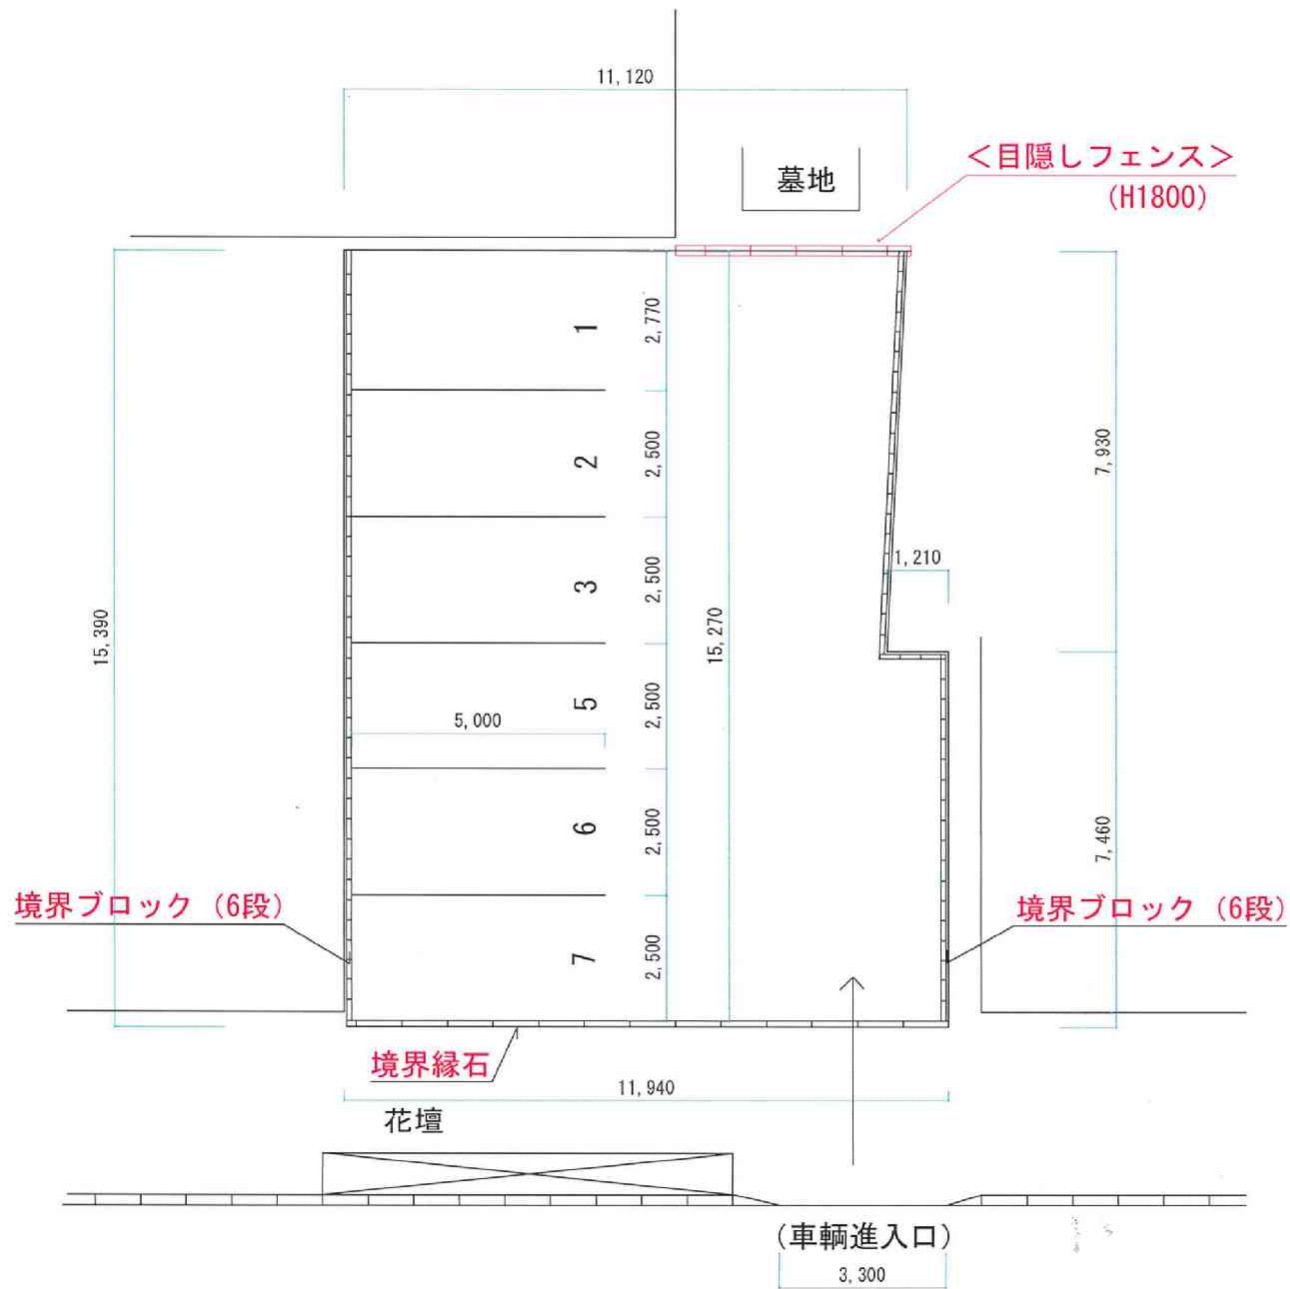 11,120
墓地
＜目隠しフェンス＞
(H1800)
1
2,770
2
2,500
7,930
3
2,500
1,210
15,390
15,270
5
2,500
5,000
6
2,500
7,460
境界ブロック（6段）
境界ブロック（6段）
7
2,500
境界縁石
11,940
花壇
（車輌進入口）
3,300